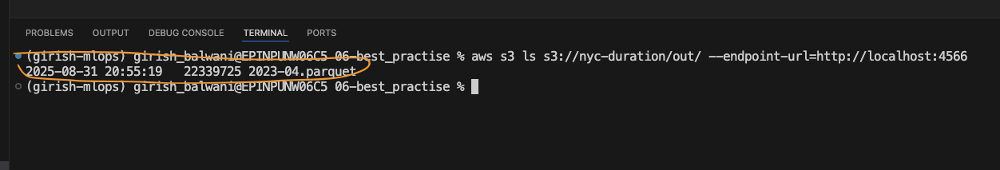 PROBLEMS OUTPUT DEBUG CONSOLE TERMINAL PORTS
(girish-mlops) girish_balwani@EPINPUNW06C5 06-best_practise % aws s3 ls s3://nyc-duration/out/ --endpoint-url=http://localhost:4566
2025-08-31 20:55:19   22339725 2023-04.parquet
(girish-mlops) girish_balwani@EPINPUNW06C5 06-best_practise %